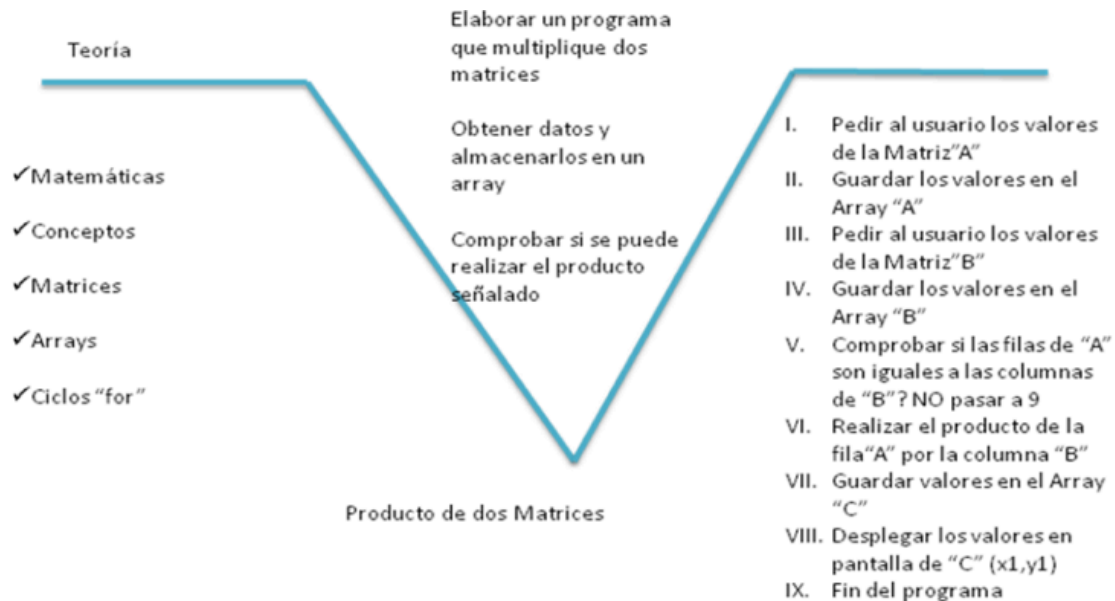 Teoría
✓Matemáticas
✓Conceptos
✓Matrices
✓Arrays
✓Ciclos "for"
Elaborar un programa
que multiplique dos
matrices
Obtener datos y
almacenarlos en un
array
Comprobar si se puede
realizar el producto
señalado
Producto de dos Matrices
I. Pedir al usuario los valores
de la Matriz"A"
II. Guardar los valores en el
Array "A"
III. Pedir al usuario los valores
de la Matriz"B"
IV. Guardar los valores en el
Array "B"
V. Comprobar si las filas de "A"
son iguales a las columnas
de "B"? NO pasar a 9
VI. Realizar el producto de la
fila"A" por la columna "B"
VII. Guardar valores en el Array
"C"
VIII. Desplegar los valores en
pantalla de "C" (x1,y1)
IX. Fin del programa